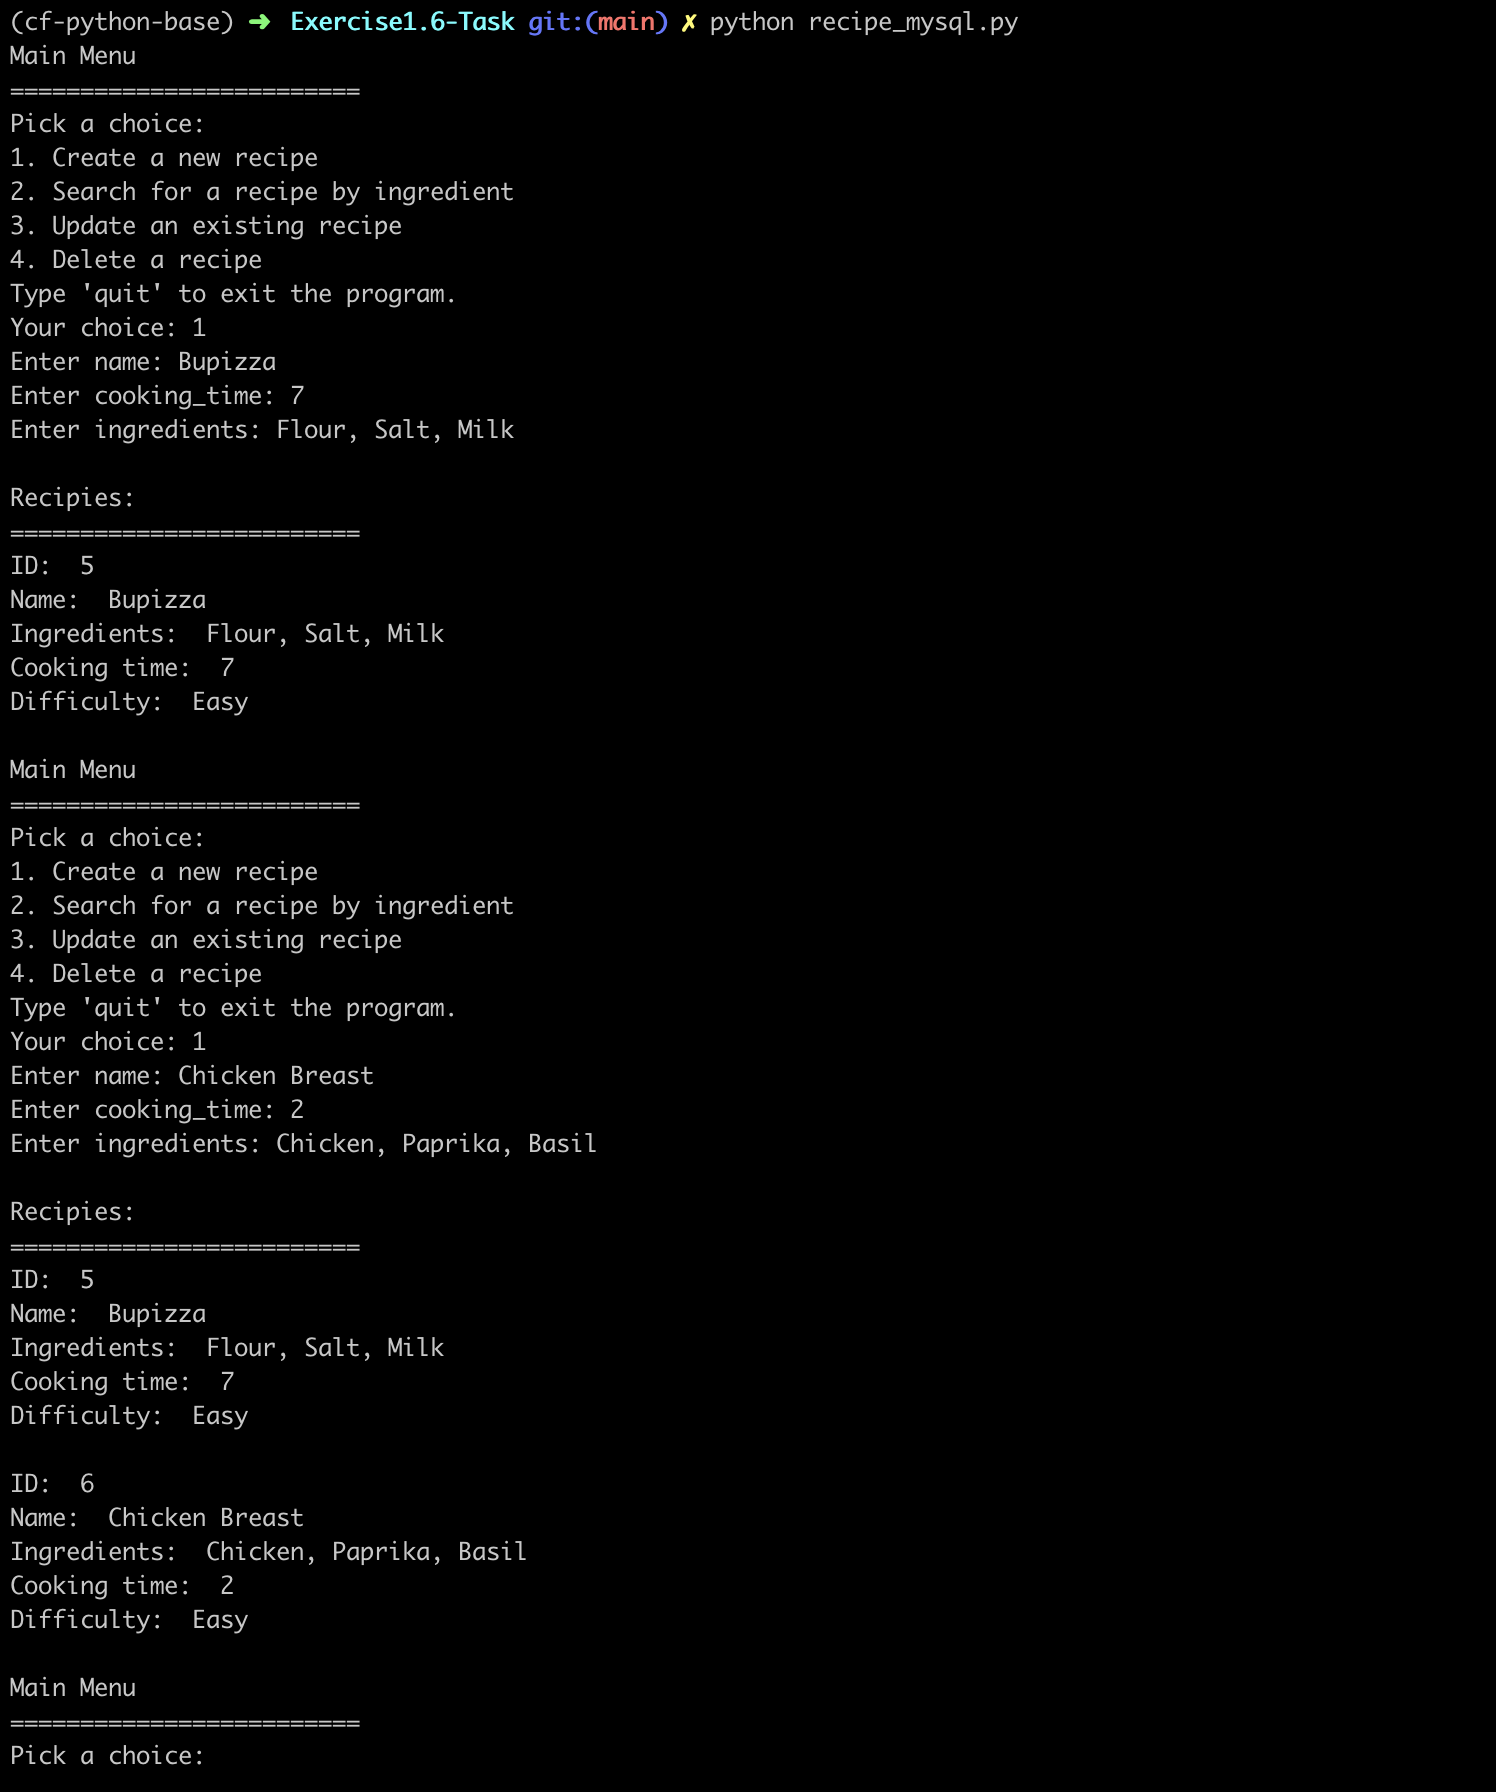 (cf-python-base) ➜ Exercise1.6-Task git:(main) ✗ python recipe_mysql.py
Main Menu
=========================
Pick a choice:
1. Create a new recipe
2. Search for a recipe by ingredient
3. Update an existing recipe
4. Delete a recipe
Type 'quit' to exit the program.
Your choice: 1
Enter name: Bupizza
Enter cooking_time: 7
Enter ingredients: Flour, Salt, Milk
Recipies:
=========================
ID:  5
Name:  Bupizza
Ingredients:  Flour, Salt, Milk
Cooking time:  7
Difficulty:  Easy
Main Menu
=========================
Pick a choice:
1. Create a new recipe
2. Search for a recipe by ingredient
3. Update an existing recipe
4. Delete a recipe
Type 'quit' to exit the program.
Your choice: 1
Enter name: Chicken Breast
Enter cooking_time: 2
Enter ingredients: Chicken, Paprika, Basil
Recipies:
=========================
ID:  5
Name:  Bupizza
Ingredients:  Flour, Salt, Milk
Cooking time:  7
Difficulty:  Easy
ID:  6
Name:  Chicken Breast
Ingredients:  Chicken, Paprika, Basil
Cooking time:  2
Difficulty:  Easy
Main Menu
=========================
Pick a choice: